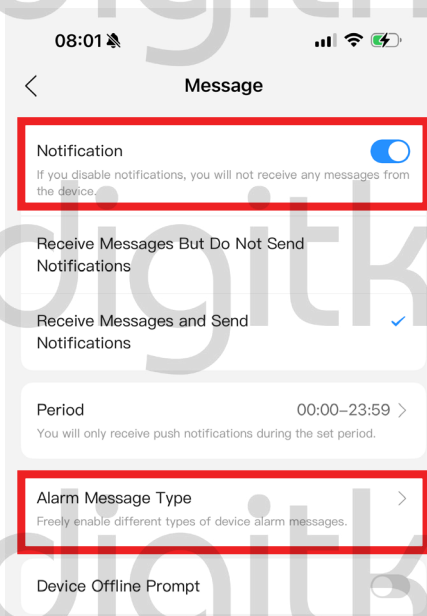 digitk
08:01
Message
Notification
If you disable notifications, you will not receive any messages from
the device.
digitk
Receive Messages But Do Not Send
Notifications
Receive Messages and Send
Notifications
Period 00:00–23:59
You will only receive push notifications during the set period.
Alarm Message Type
Freely enable different types of device alarm messages.
digitk
Device Offline Prompt